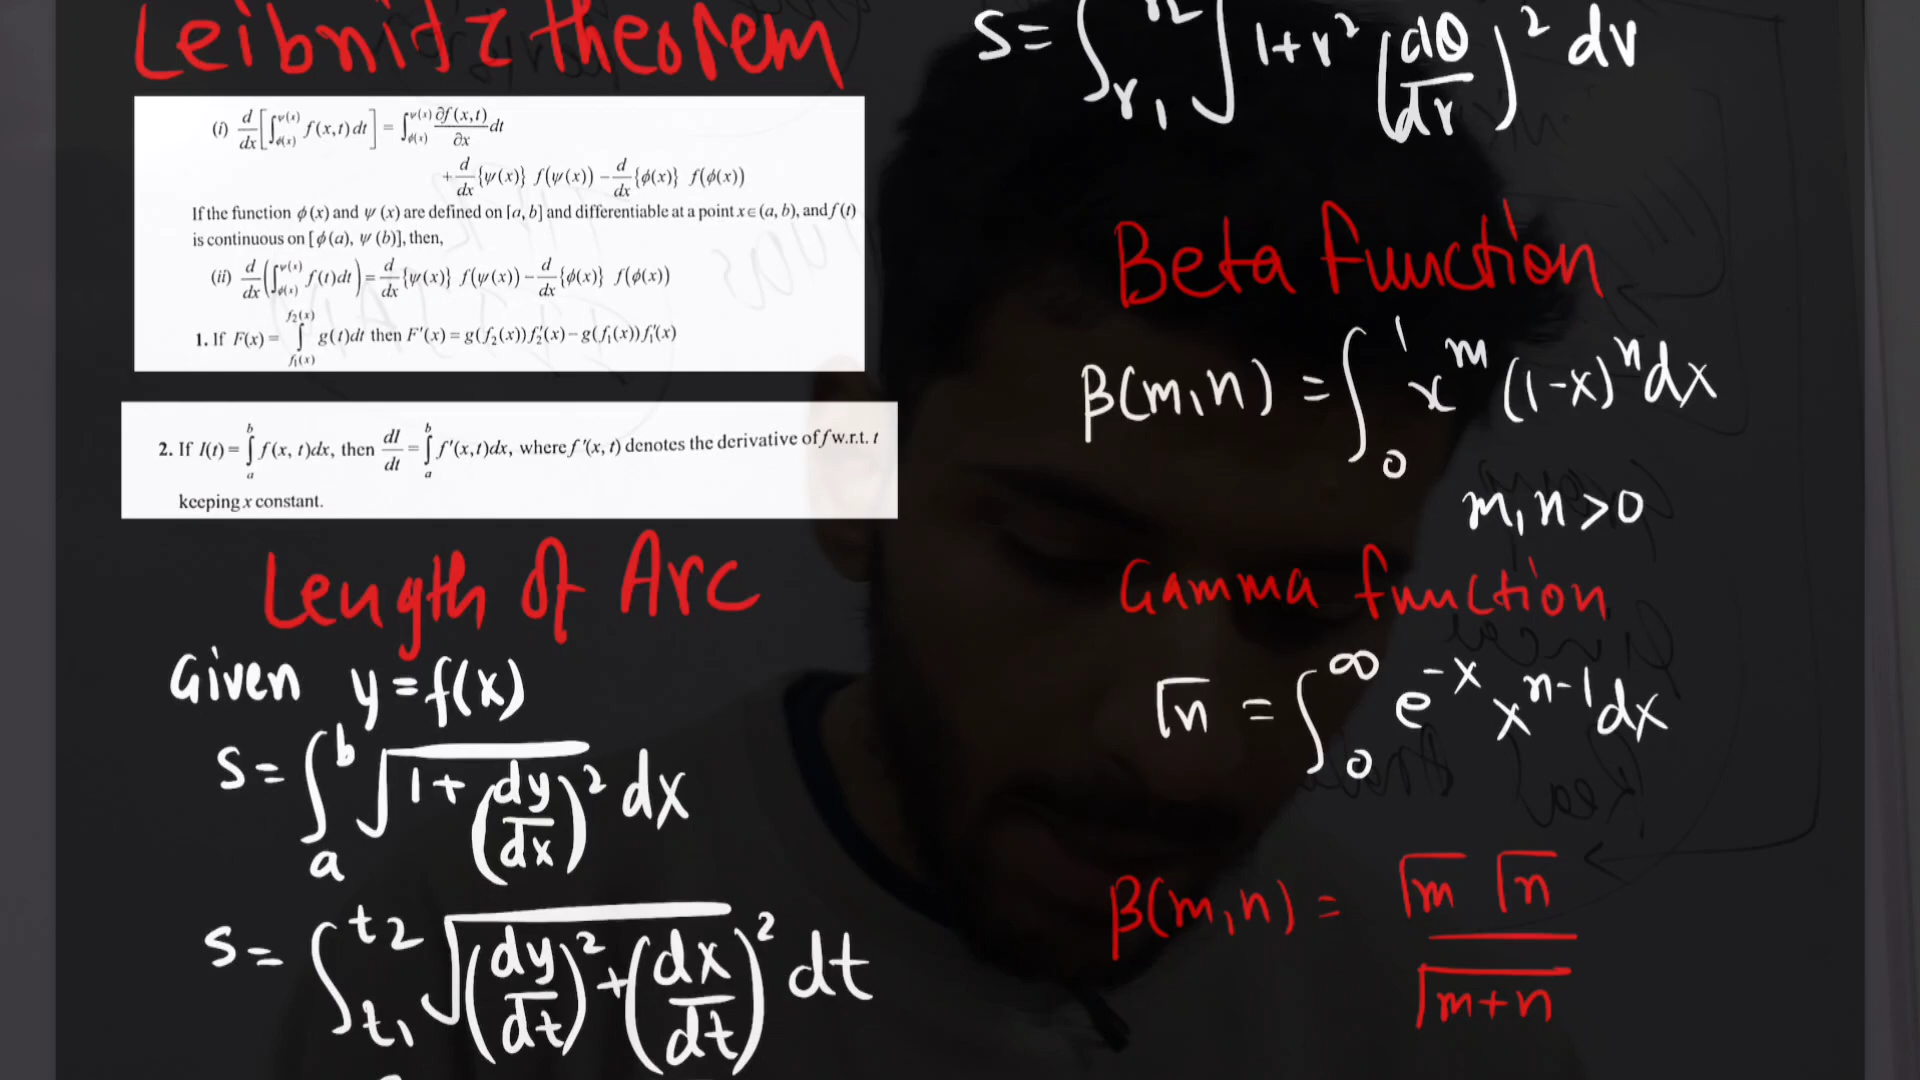 Leibnitz theorem
(i) d/dx [∫_{ϕ(x)}^{ψ(x)} f(x,t) dt] = ∫_{ϕ(x)}^{ψ(x)} ∂f(x,t)/∂x dt
+ d/dx {ψ(x)} f(ψ(x)) − d/dx {ϕ(x)} f(ϕ(x))
If the function ϕ(x) and ψ(x) are defined on [a, b] and differentiable at a point x ∈ (a, b), and f(t)
is continuous on [ϕ(a), ψ(b)], then,
(ii) d/dx (∫_{ϕ(x)}^{ψ(x)} f(t) dt) = d/dx {ψ(x)} f(ψ(x)) − d/dx {ϕ(x)} f(ϕ(x))
1. If F(x) = ∫_{f₁(x)}^{f₂(x)} g(t)dt then F'(x) = g(f₂(x)) f₂'(x) − g(f₁(x)) f₁'(x)
2. If I(t) = ∫_a^b f(x, t)dx, then dI/dt = ∫_a^b f'(x,t)dx, where f'(x, t) denotes the derivative of f w.r.t. t
keeping x constant.
Length of Arc
Given y = f(x)
S = ∫_a^b √(1 + (dy/dx)²) dx
S = ∫_{t₁}^{t₂} √((dy/dt)² + (dx/dt)²) dt
S = ∫_{r₁}^{r₂} √(1 + r² (dθ/dr)²) dr
Beta function
β(m,n) = ∫_0^1 x^m (1-x)^n dx
m,n > 0
Gamma function
Γn = ∫_0^∞ e^{-x} x^{n-1} dx
β(m,n) = Γm Γn / Γm+n